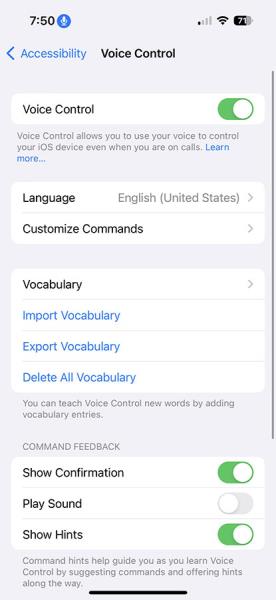 7:50
71
Accessibility
Voice Control
Voice Control
Voice Control allows you to use your voice to control
your iOS device even when you are on calls. Learn
more...
Language English (United States)
Customize Commands
Vocabulary
Import Vocabulary
Export Vocabulary
Delete All Vocabulary
You can teach Voice Control new words by adding
vocabulary entries.
COMMAND FEEDBACK
Show Confirmation
Play Sound
Show Hints
Command hints help guide you as you learn Voice
Control by suggesting commands and offering hints
along the way.